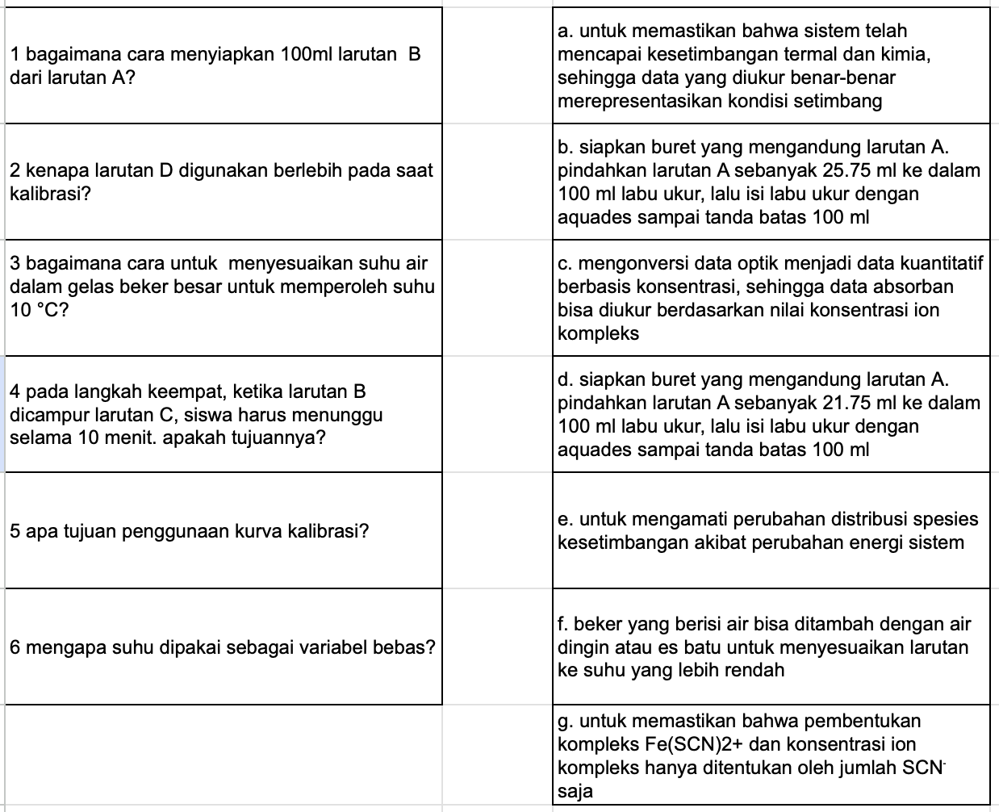 1 bagaimana cara menyiapkan 100ml larutan  B
dari larutan A?
2 kenapa larutan D digunakan berlebih pada saat
kalibrasi?
3 bagaimana cara untuk  menyesuaikan suhu air
dalam gelas beker besar untuk memperoleh suhu
10 °C?
4 pada langkah keempat, ketika larutan B
dicampur larutan C, siswa harus menunggu
selama 10 menit. apakah tujuannya?
5 apa tujuan penggunaan kurva kalibrasi?
6 mengapa suhu dipakai sebagai variabel bebas?
a. untuk memastikan bahwa sistem telah
mencapai kesetimbangan termal dan kimia,
sehingga data yang diukur benar-benar
merepresentasikan kondisi setimbang
b. siapkan buret yang mengandung larutan A.
pindahkan larutan A sebanyak 25.75 ml ke dalam
100 ml labu ukur, lalu isi labu ukur dengan
aquades sampai tanda batas 100 ml
c. mengonversi data optik menjadi data kuantitatif
berbasis konsentrasi, sehingga data absorban
bisa diukur berdasarkan nilai konsentrasi ion
kompleks
d. siapkan buret yang mengandung larutan A.
pindahkan larutan A sebanyak 21.75 ml ke dalam
100 ml labu ukur, lalu isi labu ukur dengan
aquades sampai tanda batas 100 ml
e. untuk mengamati perubahan distribusi spesies
kesetimbangan akibat perubahan energi sistem
f. beker yang berisi air bisa ditambah dengan air
dingin atau es batu untuk menyesuaikan larutan
ke suhu yang lebih rendah
g. untuk memastikan bahwa pembentukan
kompleks Fe(SCN)2+ dan konsentrasi ion
kompleks hanya ditentukan oleh jumlah SCN⁻
saja